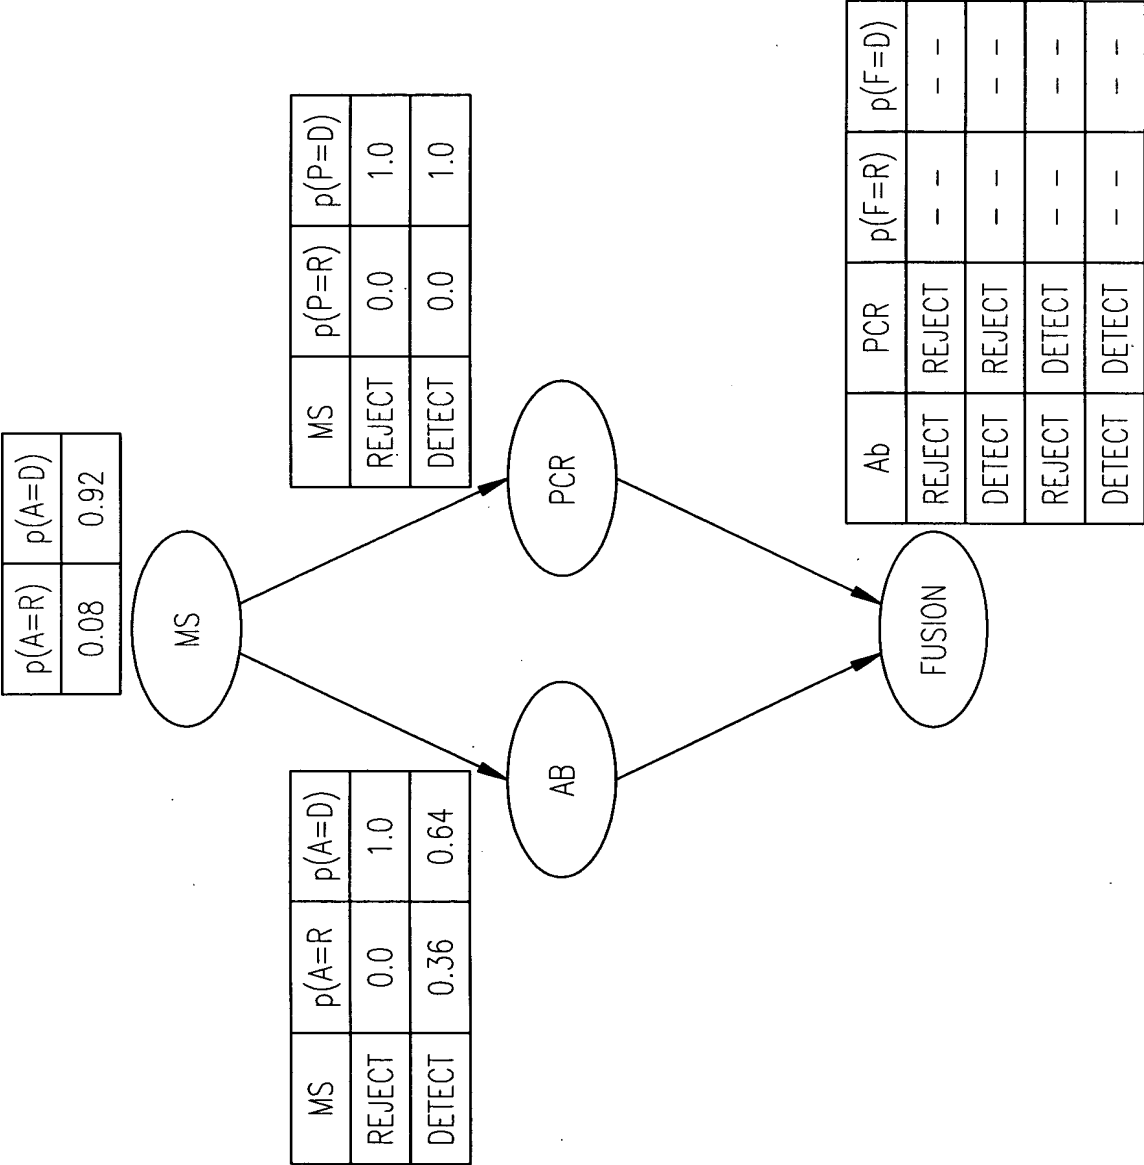 p(A=R) p(A=D)
0.08 0.92
MS
MS p(A=R p(A=D)
REJECT 0.0 1.0
DETECT 0.36 0.64
MS p(P=R) p(P=D)
REJECT 0.0 1.0
DETECT 0.0 1.0
AB
PCR
FUSION
Ab PCR p(F=R) p(F=D)
REJECT REJECT -- --
DETECT REJECT -- --
REJECT DETECT -- --
DETECT DETECT -- --